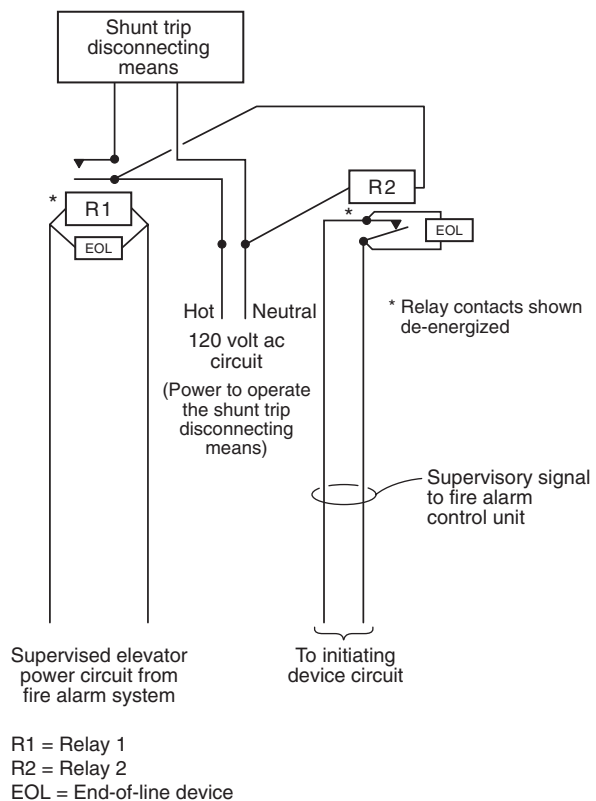 Shunt trip
disconnecting
means
*
R1
EOL
R2
*
EOL
Hot
Neutral
120 volt ac
circuit
(Power to operate
the shunt trip
disconnecting
means)
* Relay contacts shown
de-energized
Supervisory signal
to fire alarm
control unit
Supervised elevator
power circuit from
fire alarm system
To initiating
device circuit
R1 = Relay 1
R2 = Relay 2
EOL = End-of-line device